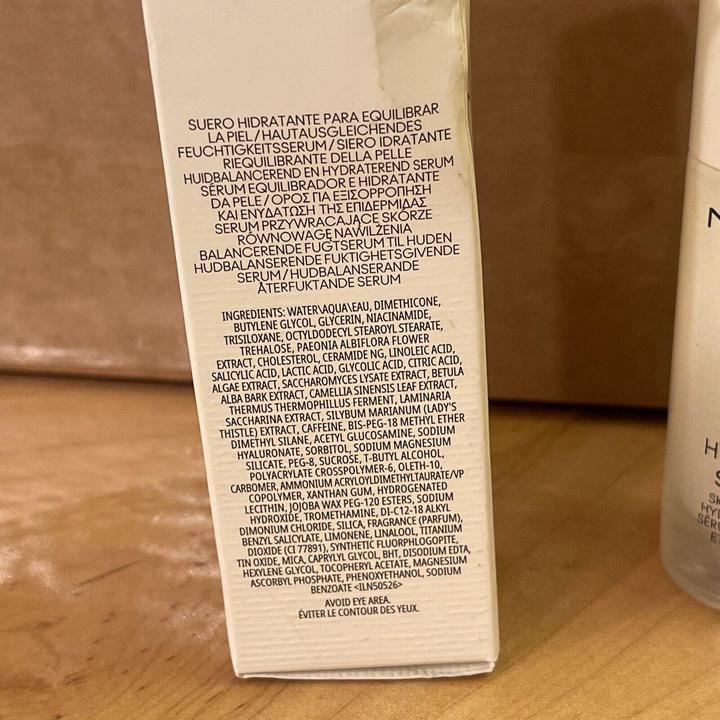 SUERO HIDRATANTE PARA EQUILIBRAR
LA PIEL / HAUTAUSGLEICHENDES
FEUCHTIGKEITSSERUM / SIERO IDRATANTE
RIEQUILIBRANTE DELLA PELLE
HUIDBALANCEREND EN HYDRATEREND SERUM
SÉRUM EQUILIBRADOR E HIDRATANTE
DA PELE / ΟΡΟΣ ΓΙΑ ΕΞΙΣΟΡΡΟΠΗΣΗ
ΚΑΙ ΕΝΥΔΑΤΩΣΗ ΤΗΣ ΕΠΙΔΕΡΜΙΔΑΣ
SERUM PRZYWRACAJĄCE SKÓRZE
RÓWNOWAGĘ NAWILŻENIA
BALANCERENDE FUGTSERUM TIL HUDEN
HUDBALANSERENDE FUKTIGHETSGIVENDE
SERUM / HUDBALANSERANDE
ÅTERFUKTANDE SERUM
INGREDIENTS: WATER\AQUA\EAU, DIMETHICONE,
BUTYLENE GLYCOL, GLYCERIN, NIACINAMIDE,
TRISILOXANE, OCTYLDODECYL STEAROYL STEARATE,
TREHALOSE, PAEONIA ALBIFLORA FLOWER
EXTRACT, CHOLESTEROL, CERAMIDE NG, LINOLEIC ACID,
SALICYLIC ACID, LACTIC ACID, GLYCOLIC ACID, CITRIC ACID,
ALGAE EXTRACT, SACCHAROMYCES LYSATE EXTRACT, BETULA
ALBA BARK EXTRACT, CAMELLIA SINENSIS LEAF EXTRACT,
THERMUS THERMOPHILLUS FERMENT, LAMINARIA
SACCHARINA EXTRACT, SILYBUM MARIANUM (LADY'S
THISTLE) EXTRACT, CAFFEINE, BIS-PEG-18 METHYL ETHER
DIMETHYL SILANE, ACETYL GLUCOSAMINE, SODIUM
HYALURONATE, SORBITOL, SODIUM MAGNESIUM
SILICATE, PEG-8, SUCROSE, T-BUTYL ALCOHOL,
POLYACRYLATE CROSSPOLYMER-6, OLETH-10,
CARBOMER, AMMONIUM ACRYLOYLDIMETHYLTAURATE/VP
COPOLYMER, XANTHAN GUM, HYDROGENATED
LECITHIN, JOJOBA WAX PEG-120 ESTERS, SODIUM
HYDROXIDE, TROMETHAMINE, DI-C12-18 ALKYL
DIMONIUM CHLORIDE, SILICA, FRAGRANCE (PARFUM),
BENZYL SALICYLATE, LIMONENE, LINALOOL, TITANIUM
DIOXIDE (CI 77891), SYNTHETIC FLUORPHLOGOPITE,
TIN OXIDE, MICA, CAPRYLYL GLYCOL, BHT, DISODIUM EDTA,
HEXYLENE GLYCOL, TOCOPHERYL ACETATE, MAGNESIUM
ASCORBYL PHOSPHATE, PHENOXYETHANOL, SODIUM
BENZOATE <ILN50526>
AVOID EYE AREA.
ÉVITER LE CONTOUR DES YEUX.